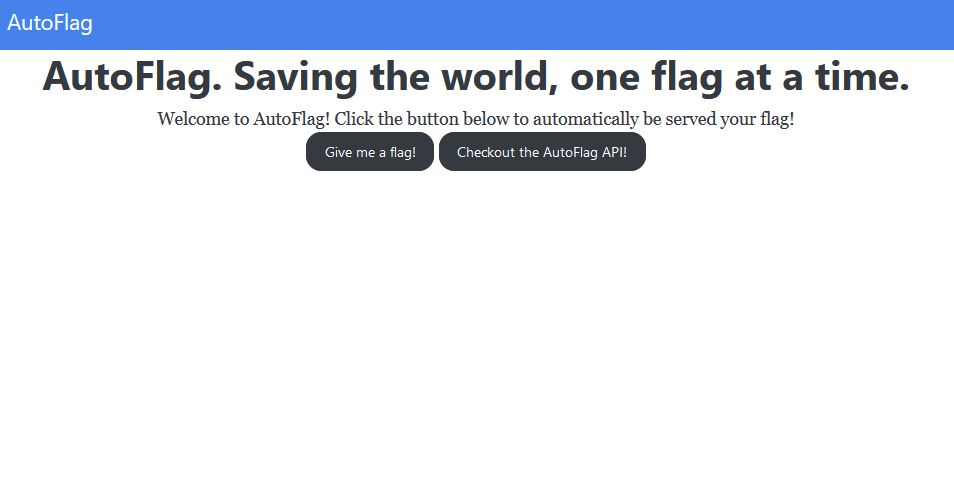 AutoFlag
AutoFlag. Saving the world, one flag at a time.
Welcome to AutoFlag! Click the button below to automatically be served your flag!
Give me a flag! Checkout the AutoFlag API!